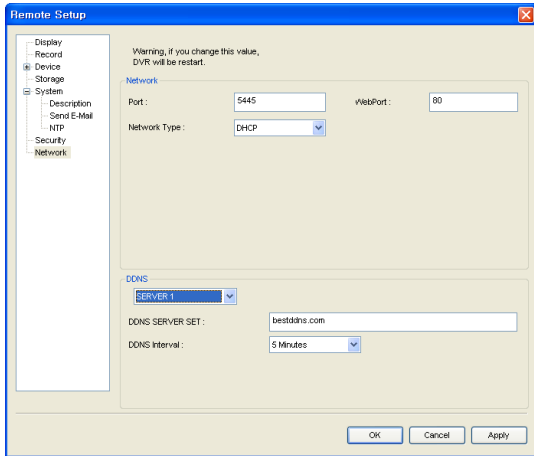 Remote Setup
Display
Record
Device
Storage
System
Description
Send E-Mail
NTP
Security
Network
Warning, if you change this value,
DVR will be restart.
Network
Port : 5445 WebPort : 80
Network Type : DHCP
DDNS
SERVER 1
DDNS SERVER SET : bestddns.com
DDNS Interval : 5 Minutes
OK Cancel Apply